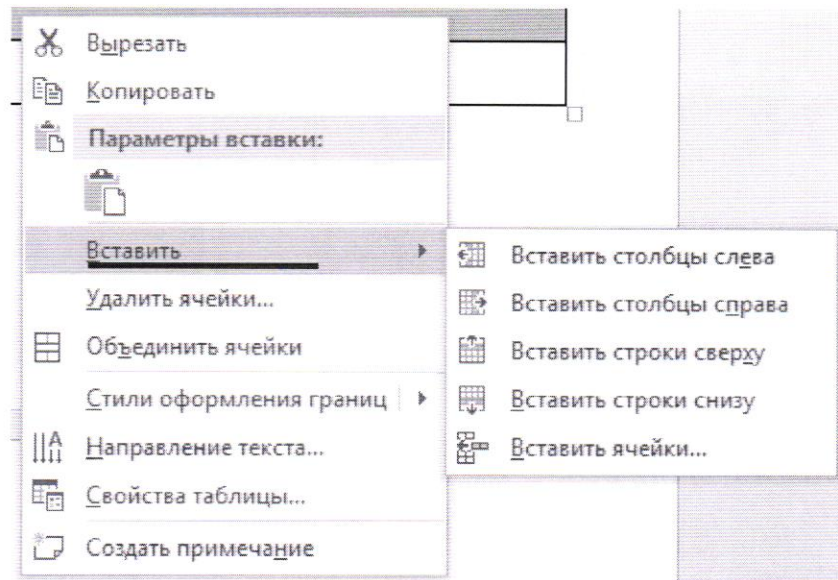 Вырезать
Копировать
Параметры вставки:
Вставить
Удалить ячейки...
Объединить ячейки
Стили оформления границ
Направление текста...
Свойства таблицы...
Создать примечание
Вставить столбцы слева
Вставить столбцы справа
Вставить строки сверху
Вставить строки снизу
Вставить ячейки...